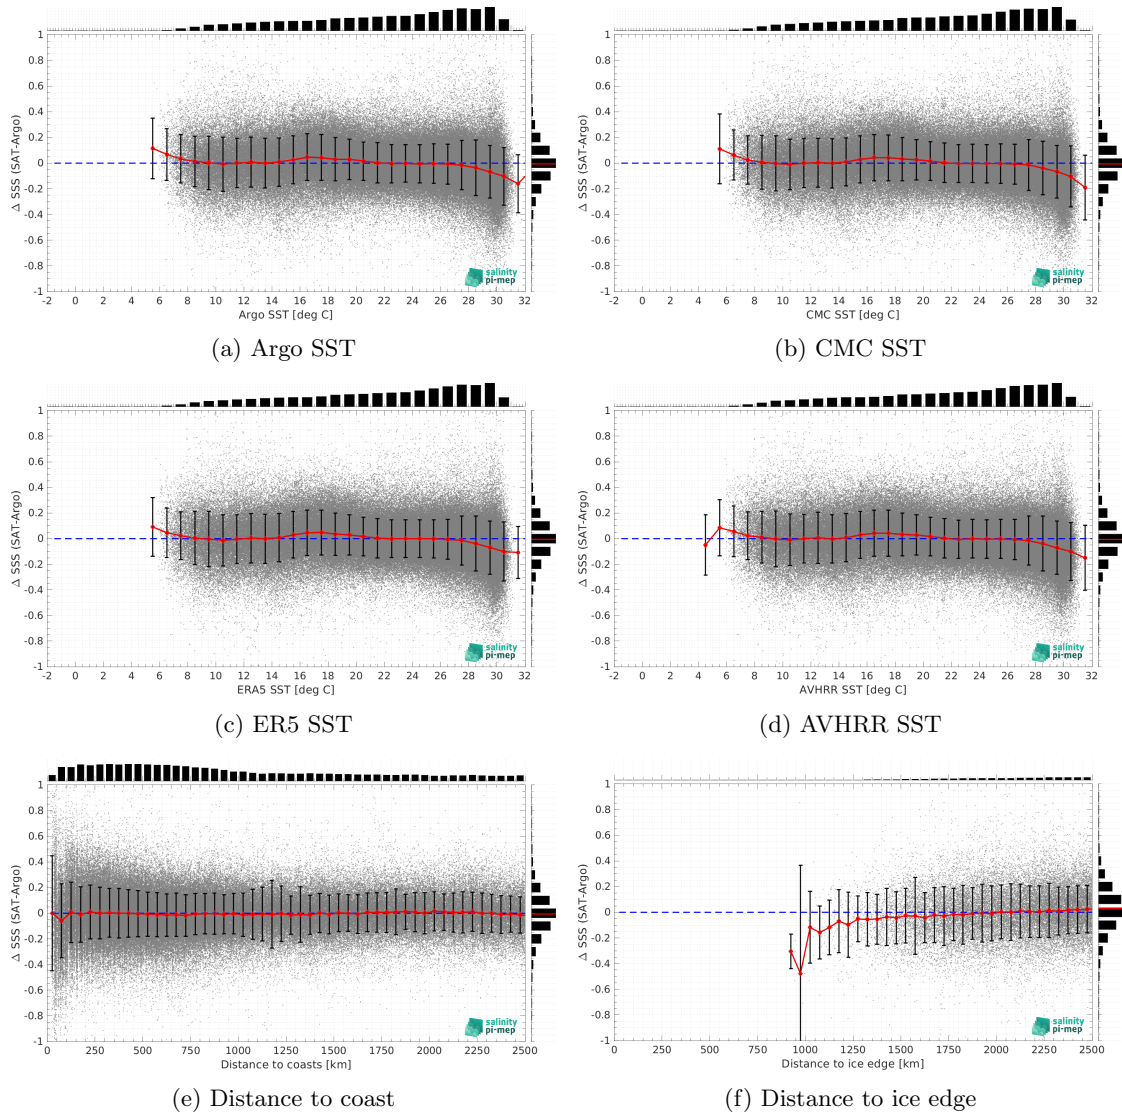 1
0.8
0.6
0.4
0.2
0
-0.2
-0.4
-0.6
-0.8
-1
Δ SSS (SAT-Argo)
-2 0 2 4 6 8 10 12 14 16 18 20 22 24 26 28 30 32
Argo SST [deg C]
salinity
pi-mep
(a) Argo SST
1
0.8
0.6
0.4
0.2
0
-0.2
-0.4
-0.6
-0.8
-1
Δ SSS (SAT-Argo)
-2 0 2 4 6 8 10 12 14 16 18 20 22 24 26 28 30 32
CMC SST [deg C]
salinity
pi-mep
(b) CMC SST
1
0.8
0.6
0.4
0.2
0
-0.2
-0.4
-0.6
-0.8
-1
Δ SSS (SAT-Argo)
-2 0 2 4 6 8 10 12 14 16 18 20 22 24 26 28 30 32
ERA5 SST [deg C]
salinity
pi-mep
(c) ER5 SST
1
0.8
0.6
0.4
0.2
0
-0.2
-0.4
-0.6
-0.8
-1
Δ SSS (SAT-Argo)
-2 0 2 4 6 8 10 12 14 16 18 20 22 24 26 28 30 32
AVHRR SST [deg C]
salinity
pi-mep
(d) AVHRR SST
1
0.8
0.6
0.4
0.2
0
-0.2
-0.4
-0.6
-0.8
-1
Δ SSS (SAT-Argo)
0 250 500 750 1000 1250 1500 1750 2000 2250 2500
Distance to coasts [km]
salinity
pi-mep
(e) Distance to coast
1
0.8
0.6
0.4
0.2
0
-0.2
-0.4
-0.6
-0.8
-1
Δ SSS (SAT-Argo)
0 250 500 750 1000 1250 1500 1750 2000 2250 2500
Distance to ice edge [km]
salinity
pi-mep
(f) Distance to ice edge